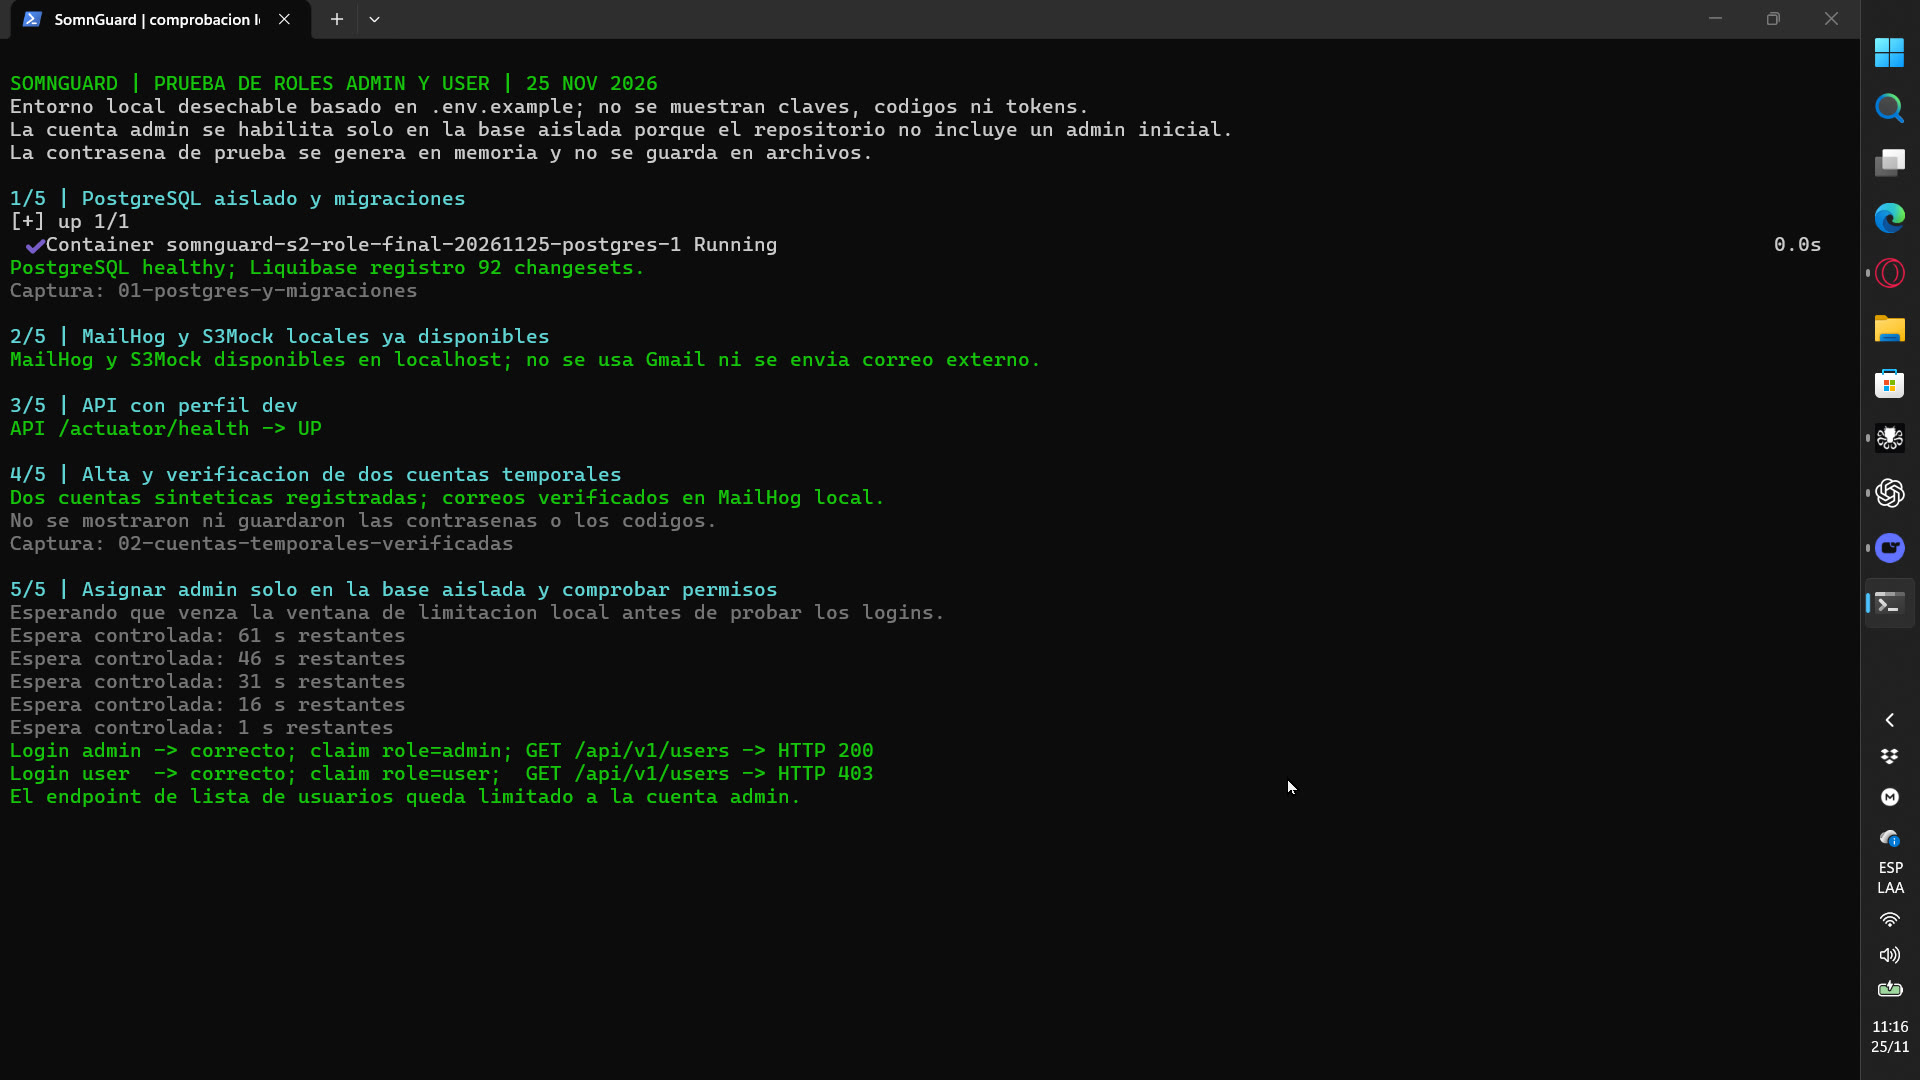 SomnGuard | comprobacion l
SOMNGUARD | PRUEBA DE ROLES ADMIN Y USER | 25 NOV 2026
Entorno local desechable basado en .env.example; no se muestran claves, codigos ni tokens.
La cuenta admin se habilita solo en la base aislada porque el repositorio no incluye un admin inicial.
La contrasena de prueba se genera en memoria y no se guarda en archivos.
1/5 | PostgreSQL aislado y migraciones
[+] up 1/1
Container somnguard-s2-role-final-20261125-postgres-1 Running 0.0s
PostgreSQL healthy; Liquibase registro 92 changesets.
Captura: 01-postgres-y-migraciones
2/5 | MailHog y S3Mock locales ya disponibles
MailHog y S3Mock disponibles en localhost; no se usa Gmail ni se envia correo externo.
3/5 | API con perfil dev
API /actuator/health -> UP
4/5 | Alta y verificacion de dos cuentas temporales
Dos cuentas sinteticas registradas; correos verificados en MailHog local.
No se mostraron ni guardaron las contrasenas o los codigos.
Captura: 02-cuentas-temporales-verificadas
5/5 | Asignar admin solo en la base aislada y comprobar permisos
Esperando que venza la ventana de limitacion local antes de probar los logins.
Espera controlada: 61 s restantes
Espera controlada: 46 s restantes
Espera controlada: 31 s restantes
Espera controlada: 16 s restantes
Espera controlada: 1 s restantes
Login admin -> correcto; claim role=admin; GET /api/v1/users -> HTTP 200
Login user  -> correcto; claim role=user;  GET /api/v1/users -> HTTP 403
El endpoint de lista de usuarios queda limitado a la cuenta admin.
ESP
LAA
11:16
25/11